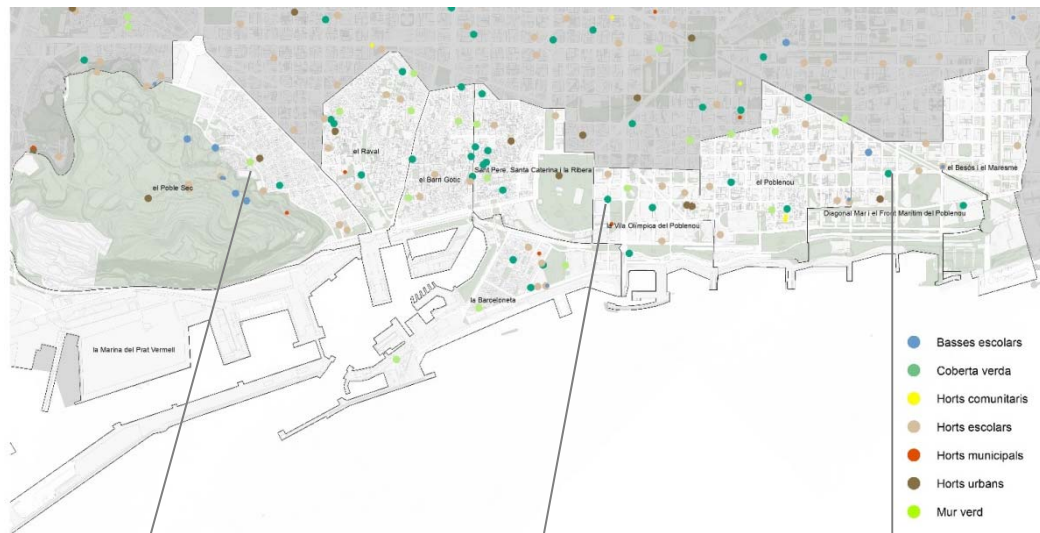 el Raval
el Barri Gòtic
Sant Pere, Santa Caterina i la Ribera
el Poble Sec
el Poblenou
el Besòs i el Maresme
Diagonal Mar i el Front Marítim del Poblenou
la Vila Olímpica del Poblenou
la Barceloneta
la Marina del Prat Vermell
Basses escolars
Coberta verda
Horts comunitaris
Horts escolars
Horts municipals
Horts urbans
Mur verd